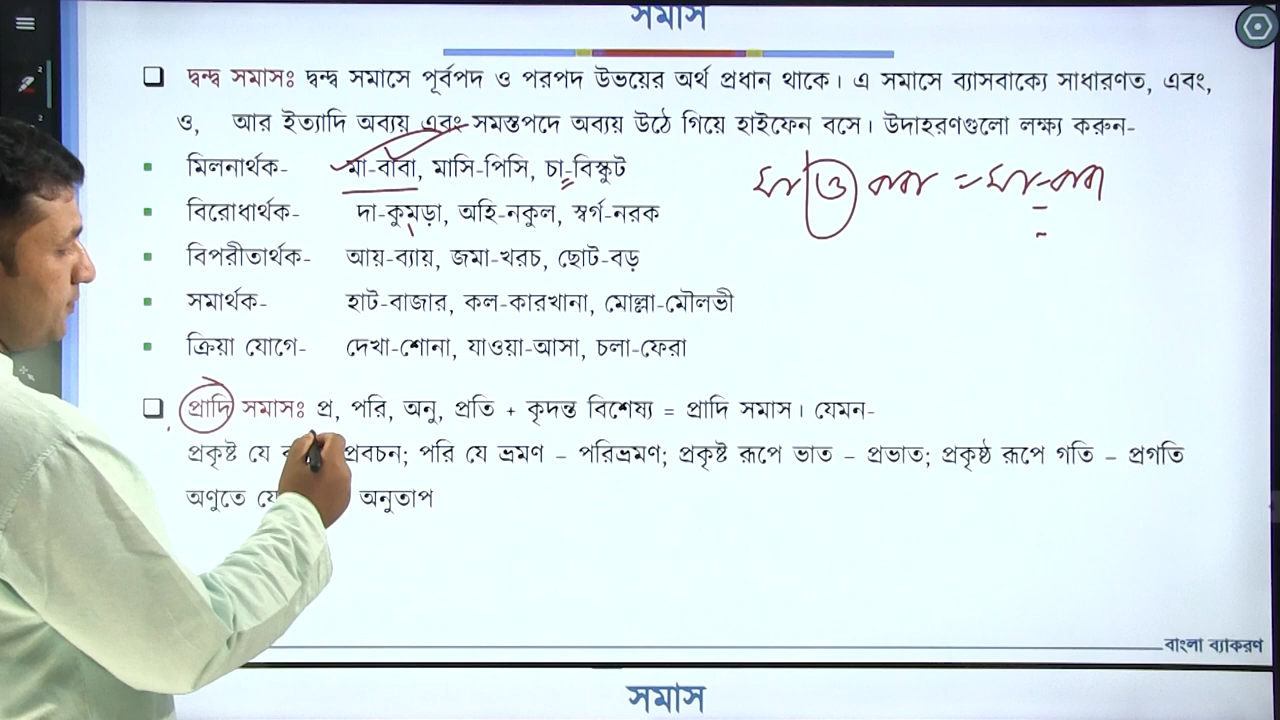 সমাস
দ্বন্দ্ব সমাসঃ দ্বন্দ্ব সমাসে পূর্বপদ ও পরপদ উভয়ের অর্থ প্রধান থাকে। এ সমাসে ব্যাসবাক্যে সাধারণত, এবং,
ও, আর ইত্যাদি অব্যয় এবং সমস্তপদে অব্যয় উঠে গিয়ে হাইফেন বসে। উদাহরণগুলো লক্ষ্য করুন-
মিলনার্থক- মা-বাবা, মাসি-পিসি, চা-বিস্কুট
মা ও বাবা = মা-বাবা
বিরোধার্থক- দা-কুমড়া, অহি-নকুল, স্বর্গ-নরক
বিপরীতার্থক- আয়-ব্যায়, জমা-খরচ, ছোট-বড়
সমার্থক- হাট-বাজার, কল-কারখানা, মোল্লা-মৌলভী
ক্রিয়া যোগে- দেখা-শোনা, যাওয়া-আসা, চলা-ফেরা
প্রাদি সমাসঃ প্র, পরি, অনু, প্রতি + কৃদন্ত বিশেষ্য = প্রাদি সমাস। যেমন-
প্রকৃষ্ট যে প্রবচন; পরি যে ভ্রমণ – পরিভ্রমণ; প্রকৃষ্ট রূপে ভাত – প্রভাত; প্রকৃষ্ঠ রূপে গতি – প্রগতি
অণুতে অনুতাপ
বাংলা ব্যাকরণ
সমাস